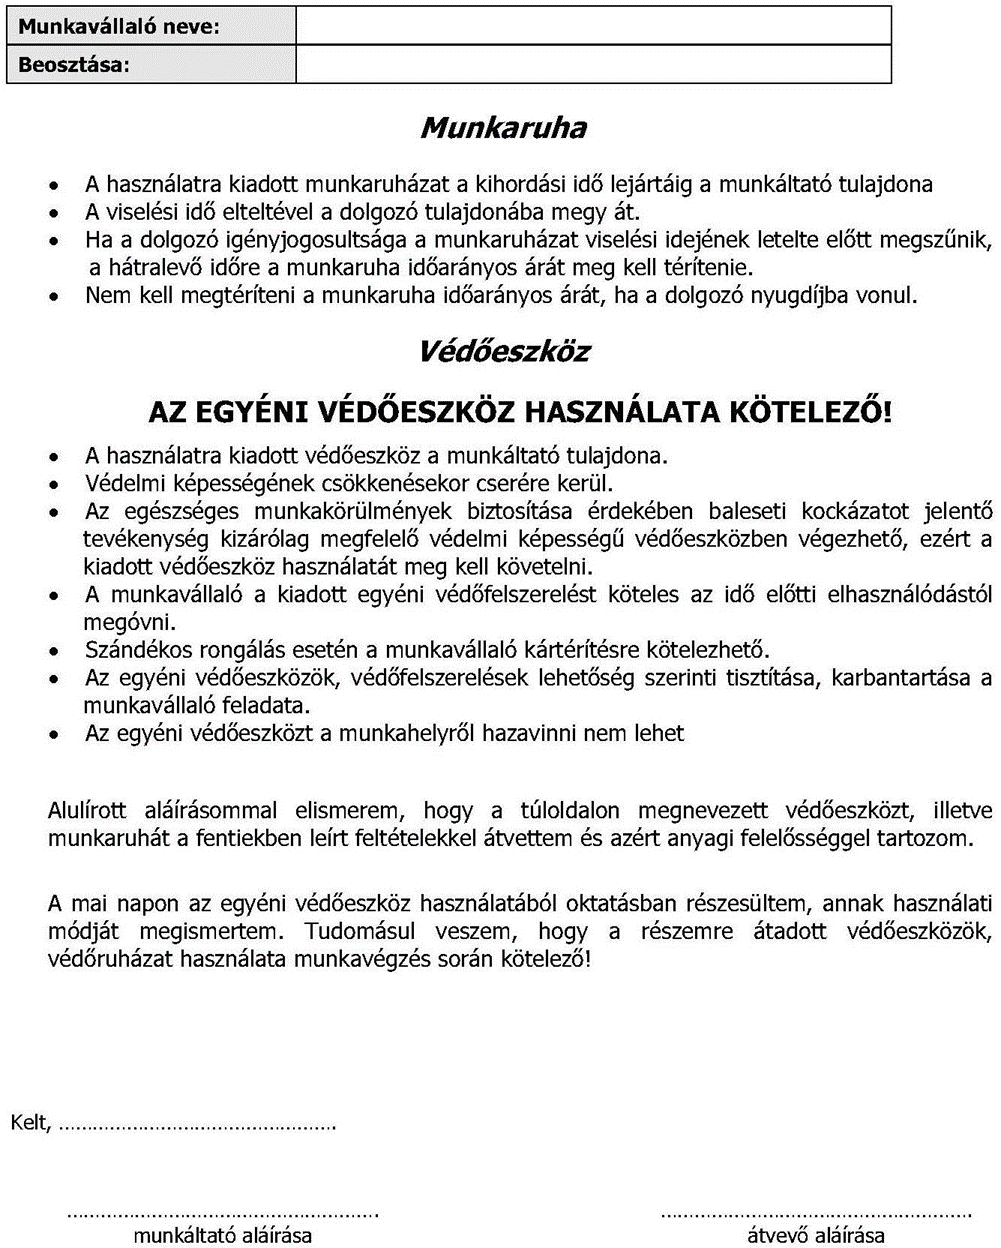 Munkavállaló neve:
Beosztása:
Munkaruha
• A használatra kiadott munkaruházat a kihordási idő lejártáig a munkáltató tulajdona
• A viselési idő elteltével a dolgozó tulajdonába megy át.
• Ha a dolgozó igényjogosultsága a munkaruházat viselési idejének letelte előtt megszűnik,
a hátralevő időre a munkaruha időarányos árát meg kell térítenie.
• Nem kell megtéríteni a munkaruha időarányos árát, ha a dolgozó nyugdíjba vonul.
Védőeszköz
AZ EGYÉNI VÉDŐESZKÖZ HASZNÁLATA KÖTELEZŐ!
• A használatra kiadott védőeszköz a munkáltató tulajdona.
• Védelmi képességének csökkenésekor cserére kerül.
• Az egészséges munkakörülmények biztosítása érdekében baleseti kockázatot jelentő
tevékenység kizárólag megfelelő védelmi képességű védőeszközben végezhető, ezért a
kiadott védőeszköz használatát meg kell követelni.
• A munkavállaló a kiadott egyéni védőfelszerelést köteles az idő előtti elhasználódástól
megóvni.
• Szándékos rongálás esetén a munkavállaló kártérítésre kötelezhető.
• Az egyéni védőeszközök, védőfelszerelések lehetőség szerinti tisztítása, karbantartása a
munkavállaló feladata.
• Az egyéni védőeszközt a munkahelyről hazavinni nem lehet
Alulírott aláírásommal elismerem, hogy a túloldalon megnevezett védőeszközt, illetve
munkaruhát a fentiekben leírt feltételekkel átvettem és azért anyagi felelősséggel tartozom.
A mai napon az egyéni védőeszköz használatából oktatásban részesültem, annak használati
módját megismertem. Tudomásul veszem, hogy a részemre átadott védőeszközök,
védőruházat használata munkavégzés során kötelező!
Kelt, ................................................
........................................................ ........................................................
munkáltató aláírása átvevő aláírása